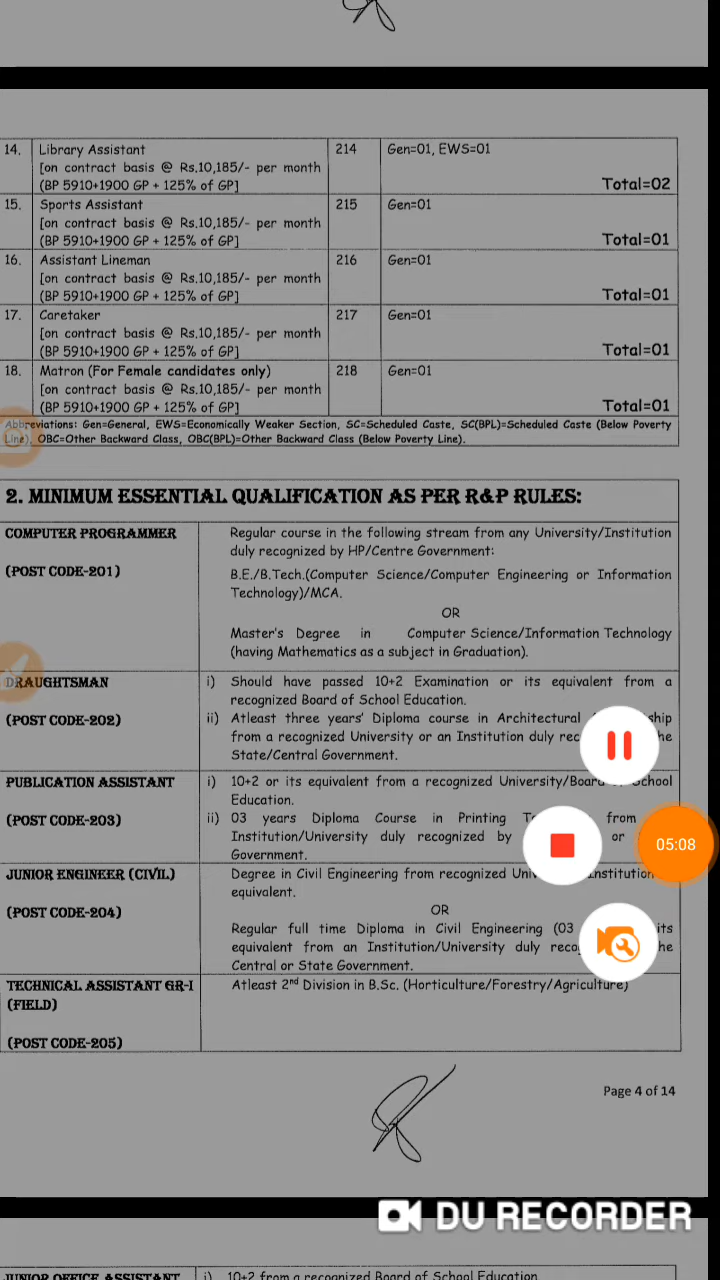 14. Library Assistant 214 Gen=01, EWS=01
[on contract basis @ Rs.10,185/- per month
(BP 5910+1900 GP + 125% of GP] Total=02
15. Sports Assistant 215 Gen=01
[on contract basis @ Rs.10,185/- per month
(BP 5910+1900 GP + 125% of GP] Total=01
16. Assistant Lineman 216 Gen=01
[on contract basis @ Rs.10,185/- per month
(BP 5910+1900 GP + 125% of GP] Total=01
17. Caretaker 217 Gen=01
[on contract basis @ Rs.10,185/- per month
(BP 5910+1900 GP + 125% of GP] Total=01
18. Matron (For Female candidates only) 218 Gen=01
[on contract basis @ Rs.10,185/- per month
(BP 5910+1900 GP + 125% of GP] Total=01
Abbreviations: Gen=General, EWS=Economically Weaker Section, SC=Scheduled Caste, SC(BPL)=Scheduled Caste (Below Poverty
Line), OBC=Other Backward Class, OBC(BPL)=Other Backward Class (Below Poverty Line).
2. MINIMUM ESSENTIAL QUALIFICATION AS PER R&P RULES:
COMPUTER PROGRAMMER
(POST CODE-201)
Regular course in the following stream from any University/Institution
duly recognized by HP/Centre Government:
B.E./B.Tech.(Computer Science/Computer Engineering or Information
Technology)/MCA.
OR
Master's Degree in Computer Science/Information Technology
(having Mathematics as a subject in Graduation).
DRAUGHTSMAN
(POST CODE-202)
i) Should have passed 10+2 Examination or its equivalent from a
recognized Board of School Education.
ii) Atleast three years' Diploma course in Architectural
from a recognized University or an Institution duly
State/Central Government.
PUBLICATION ASSISTANT
(POST CODE-203)
i) 10+2 or its equivalent from a recognized University/Board School
Education.
ii) 03 years Diploma Course in Printing from
Institution/University duly recognized by or
Government.
JUNIOR ENGINEER (CIVIL)
(POST CODE-204)
Degree in Civil Engineering from recognized Institution
equivalent.
OR
Regular full time Diploma in Civil Engineering (03 its
equivalent from an Institution/University duly
Central or State Government.
TECHNICAL ASSISTANT GR-I
(FIELD)
(POST CODE-205)
Atleast 2nd Division in B.Sc. (Horticulture/Forestry/Agriculture)
05:08
Page 4 of 14
DU RECORDER
JUNIOR OFFICE ASSISTANT i) 10+2 from a recognized Board of School Education.